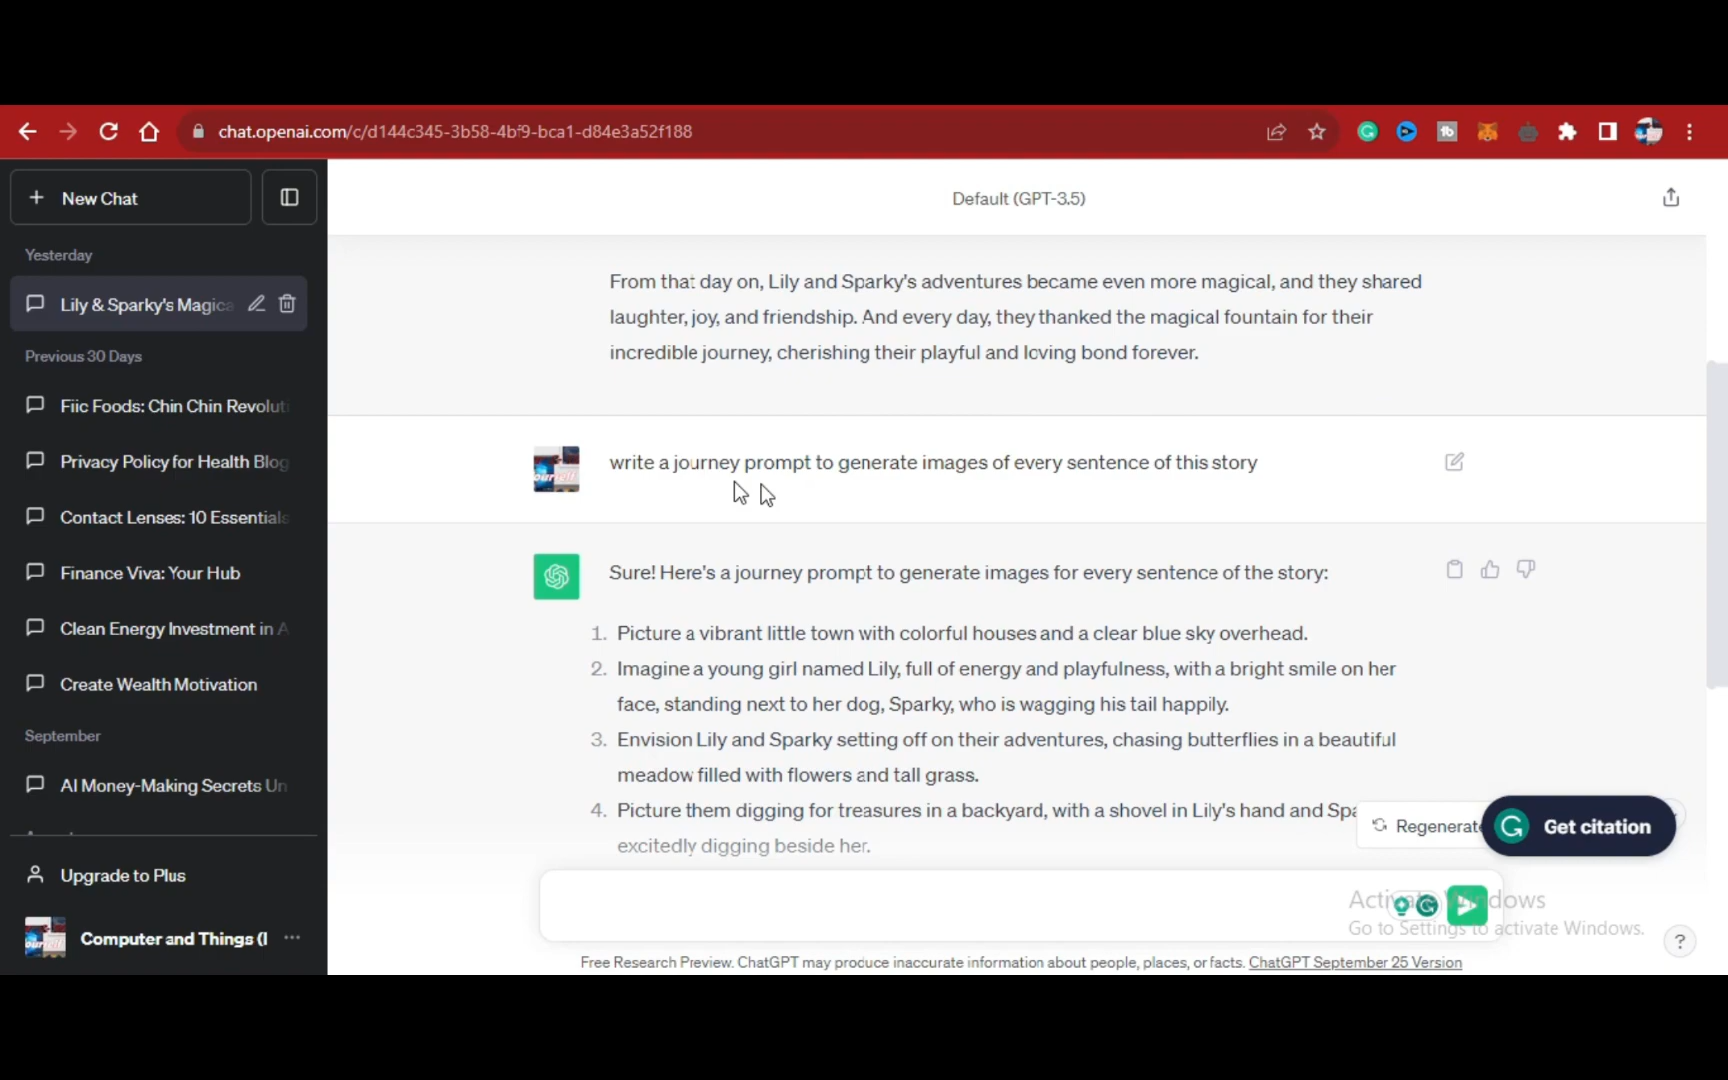 chat.openai.com/c/d144c345-3b58-4bf9-bca1-d84e3a52f188
New Chat
Default (GPT-3.5)
Yesterday
Lily & Sparky's Magica
Previous 30 Days
Fiic Foods: Chin Chin Revoluti
Privacy Policy for Health Blog
Contact Lenses: 10 Essentials
Finance Viva: Your Hub
Clean Energy Investment in A
Create Wealth Motivation
September
AI Money-Making Secrets Un
Upgrade to Plus
Computer and Things (I
From that day on, Lily and Sparky's adventures became even more magical, and they shared
laughter, joy, and friendship. And every day, they thanked the magical fountain for their
incredible journey, cherishing their playful and loving bond forever.
write a journey prompt to generate images of every sentence of this story
Sure! Here's a journey prompt to generate images for every sentence of the story:
1. Picture a vibrant little town with colorful houses and a clear blue sky overhead.
2. Imagine a young girl named Lily, full of energy and playfulness, with a bright smile on her
face, standing next to her dog, Sparky, who is wagging his tail happily.
3. Envision Lily and Sparky setting off on their adventures, chasing butterflies in a beautiful
meadow filled with flowers and tall grass.
4. Picture them digging for treasures in a backyard, with a shovel in Lily's hand and Spa
excitedly digging beside her.
Regenerate
Get citation
Activate Windows
Go to Settings to activate Windows.
?
Free Research Preview. ChatGPT may produce inaccurate information about people, places, or facts. ChatGPT September 25 Version